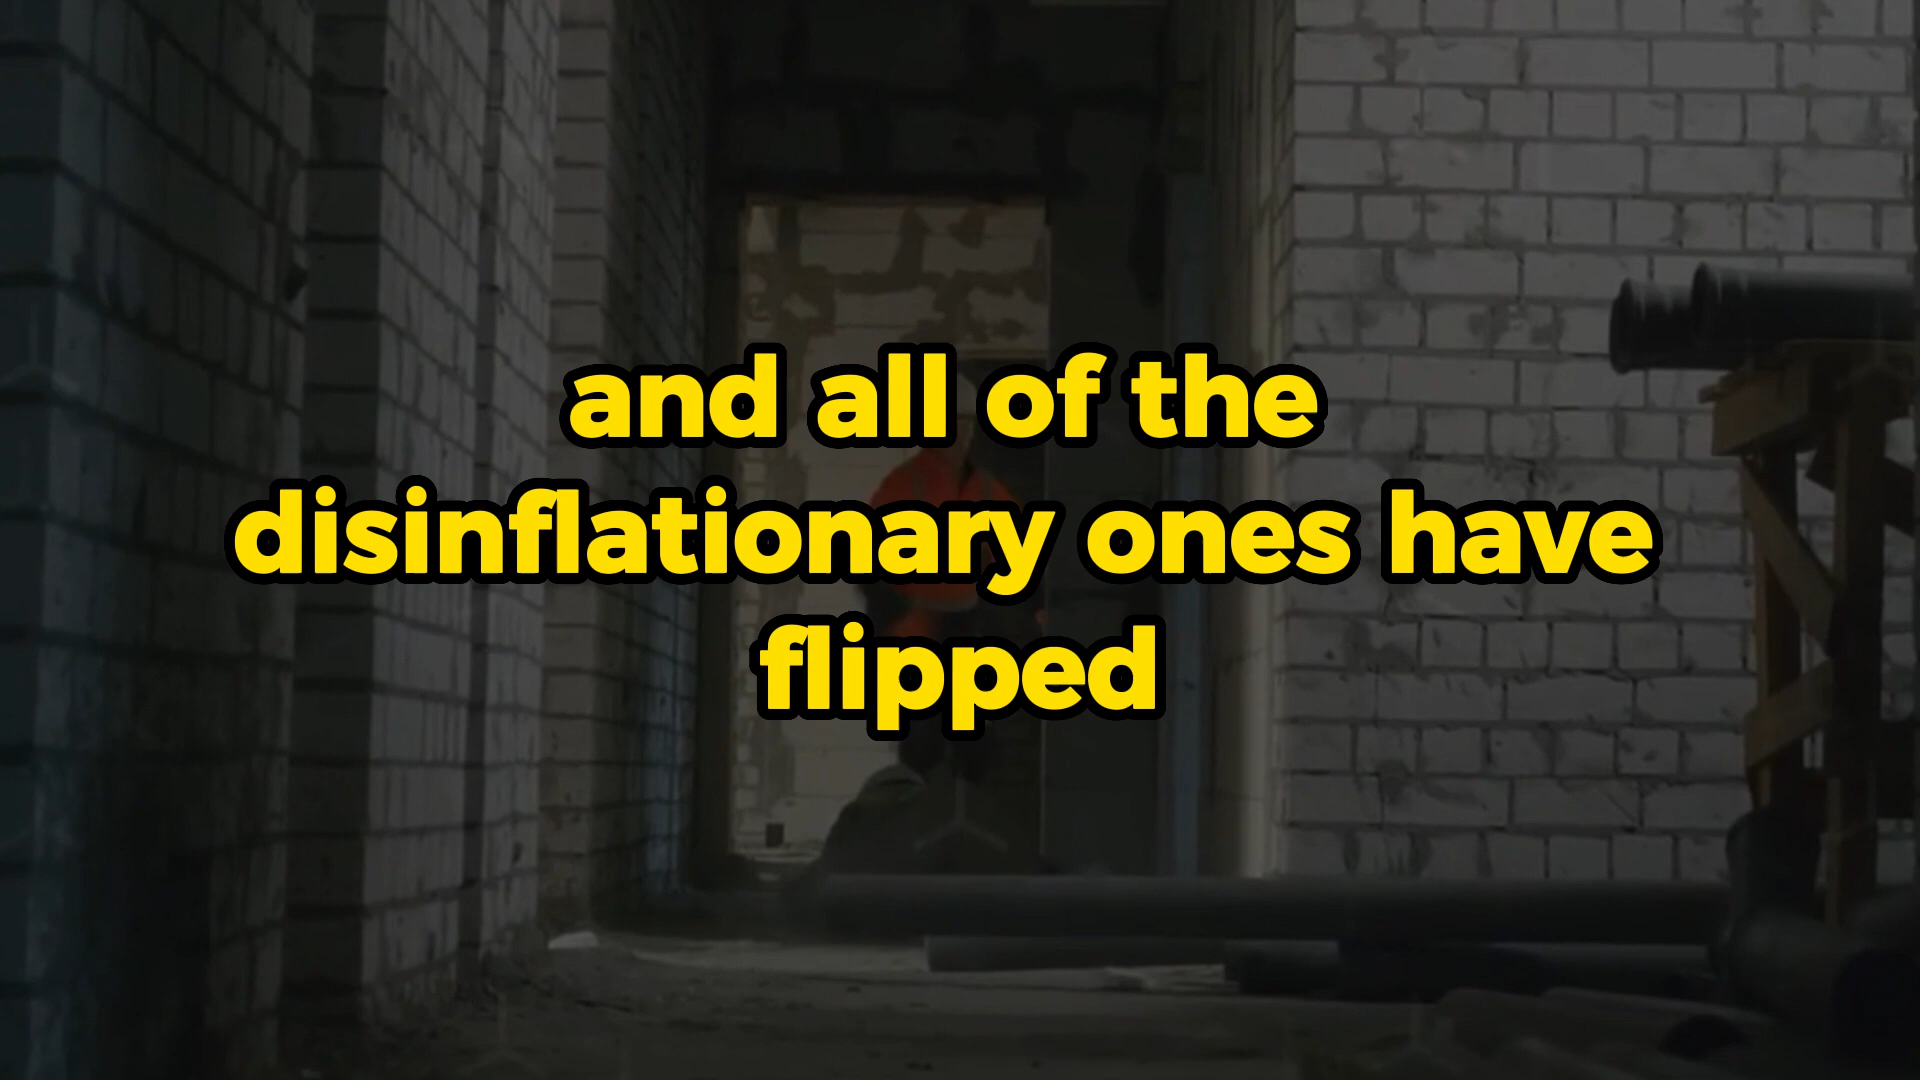 and all of the
disinflationary ones have
flipped